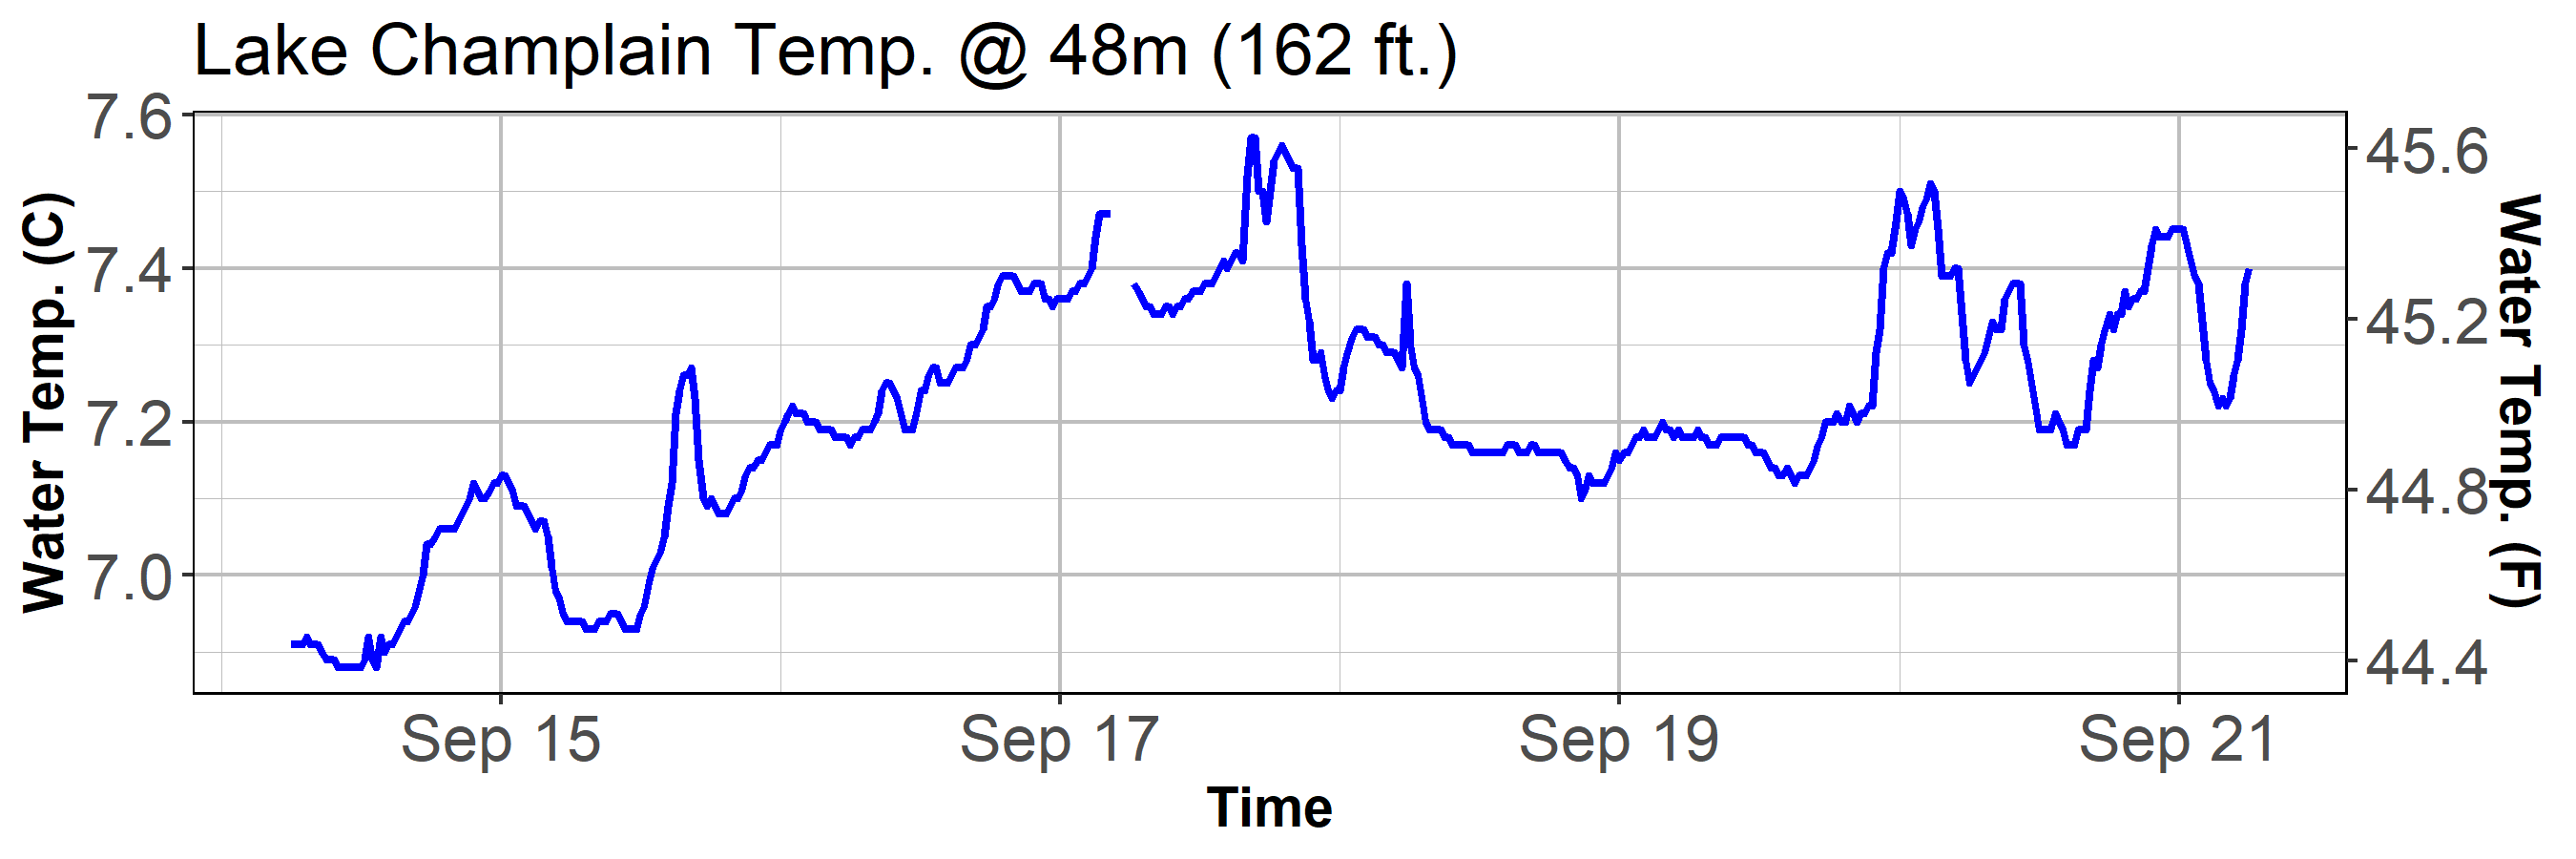 Lake Champlain Temp. @ 48m (162 ft.)
Water Temp. (C)
7.6
7.4
7.2
7.0
45.6
45.2
44.8
44.4
Water Temp. (F)
Sep 15
Sep 17
Sep 19
Sep 21
Time